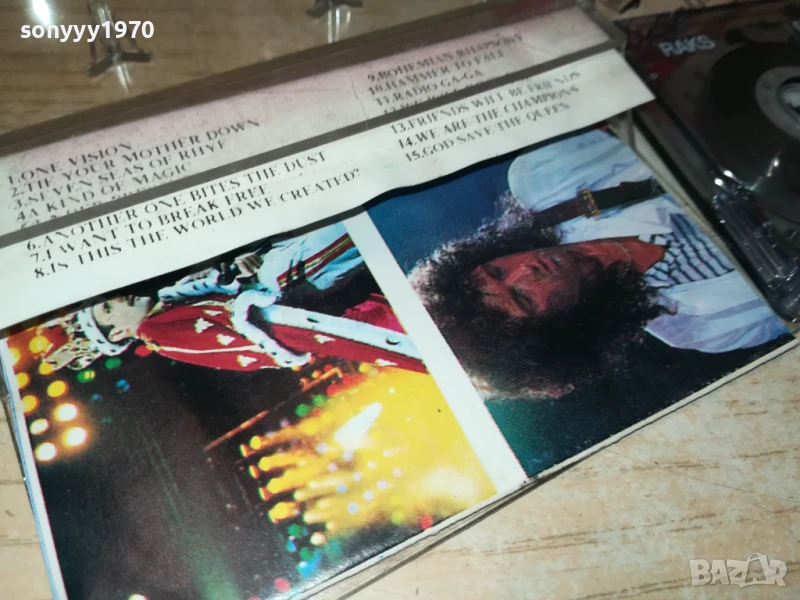 sonyyy1970
RAKS
1.ONE VISION
2.TIE YOUR MOTHER DOWN
3.SEVEN SEAS OF RHYE
4.A KIND OF MAGIC
6.ANOTHER ONE BITES THE DUST
7.I WANT TO BREAK FREE
8.IS THIS THE WORLD WE CREATED?
9.BOHEMIAN RHAPSODY
10.HAMMER TO FALL
11.RADIO GA-GA
13.FRIENDS WILL BE FRIENDS
14.WE ARE THE CHAMPIONS
15.GOD SAVE THE QUEEN
BAZAR